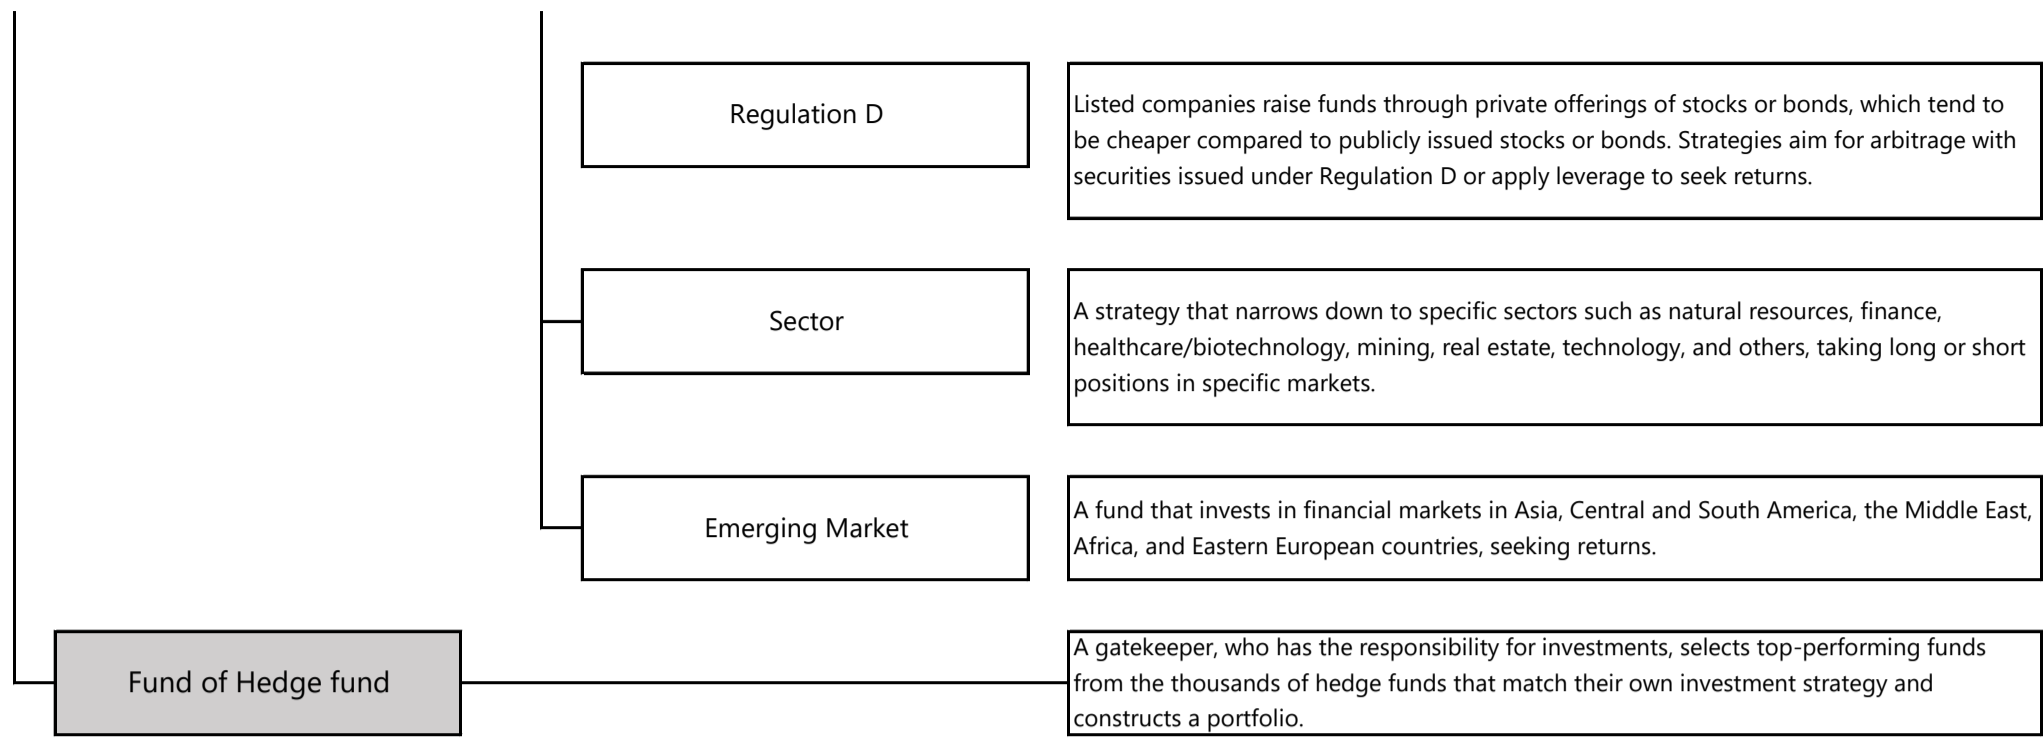 Regulation D
Listed companies raise funds through private offerings of stocks or bonds, which tend to
be cheaper compared to publicly issued stocks or bonds. Strategies aim for arbitrage with
securities issued under Regulation D or apply leverage to seek returns.
Sector
A strategy that narrows down to specific sectors such as natural resources, finance,
healthcare/biotechnology, mining, real estate, technology, and others, taking long or short
positions in specific markets.
Emerging Market
A fund that invests in financial markets in Asia, Central and South America, the Middle East,
Africa, and Eastern European countries, seeking returns.
Fund of Hedge fund
A gatekeeper, who has the responsibility for investments, selects top-performing funds
from the thousands of hedge funds that match their own investment strategy and
constructs a portfolio.